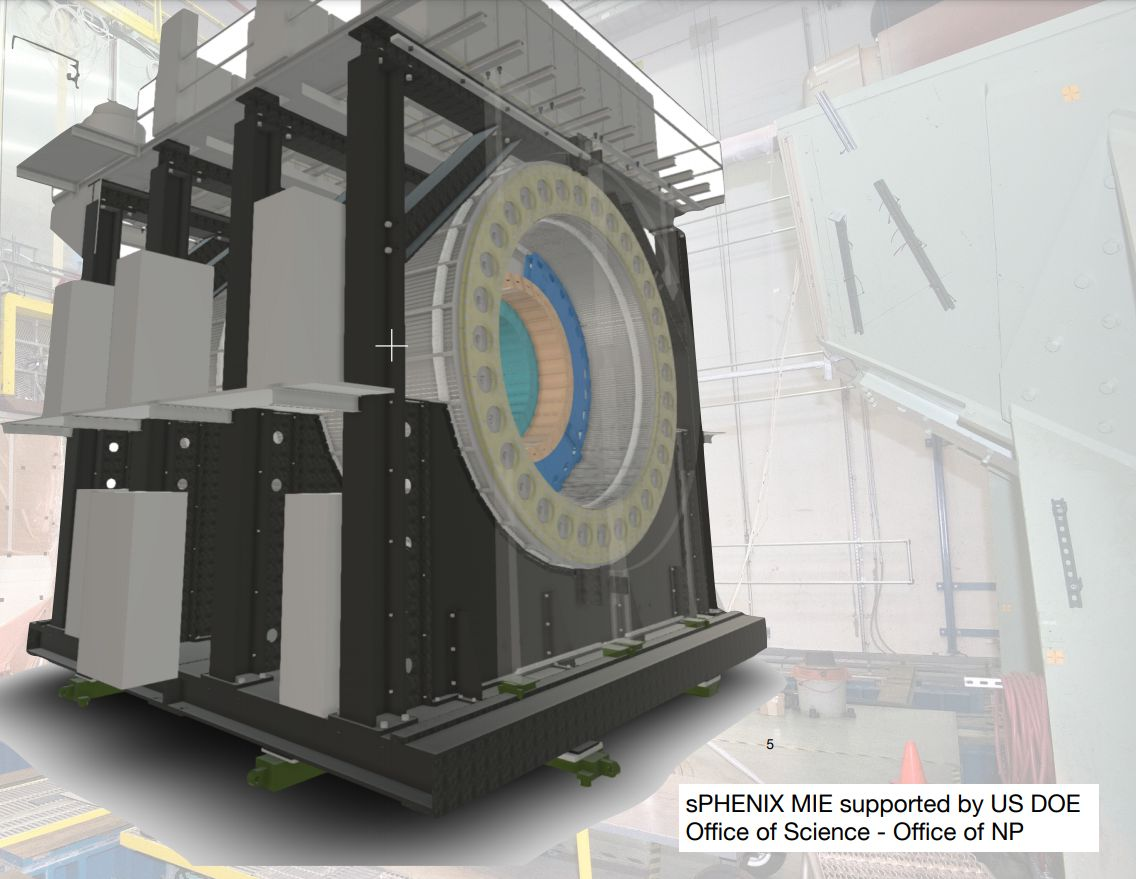 5
sPHENIX MIE supported by US DOE
Office of Science - Office of NP